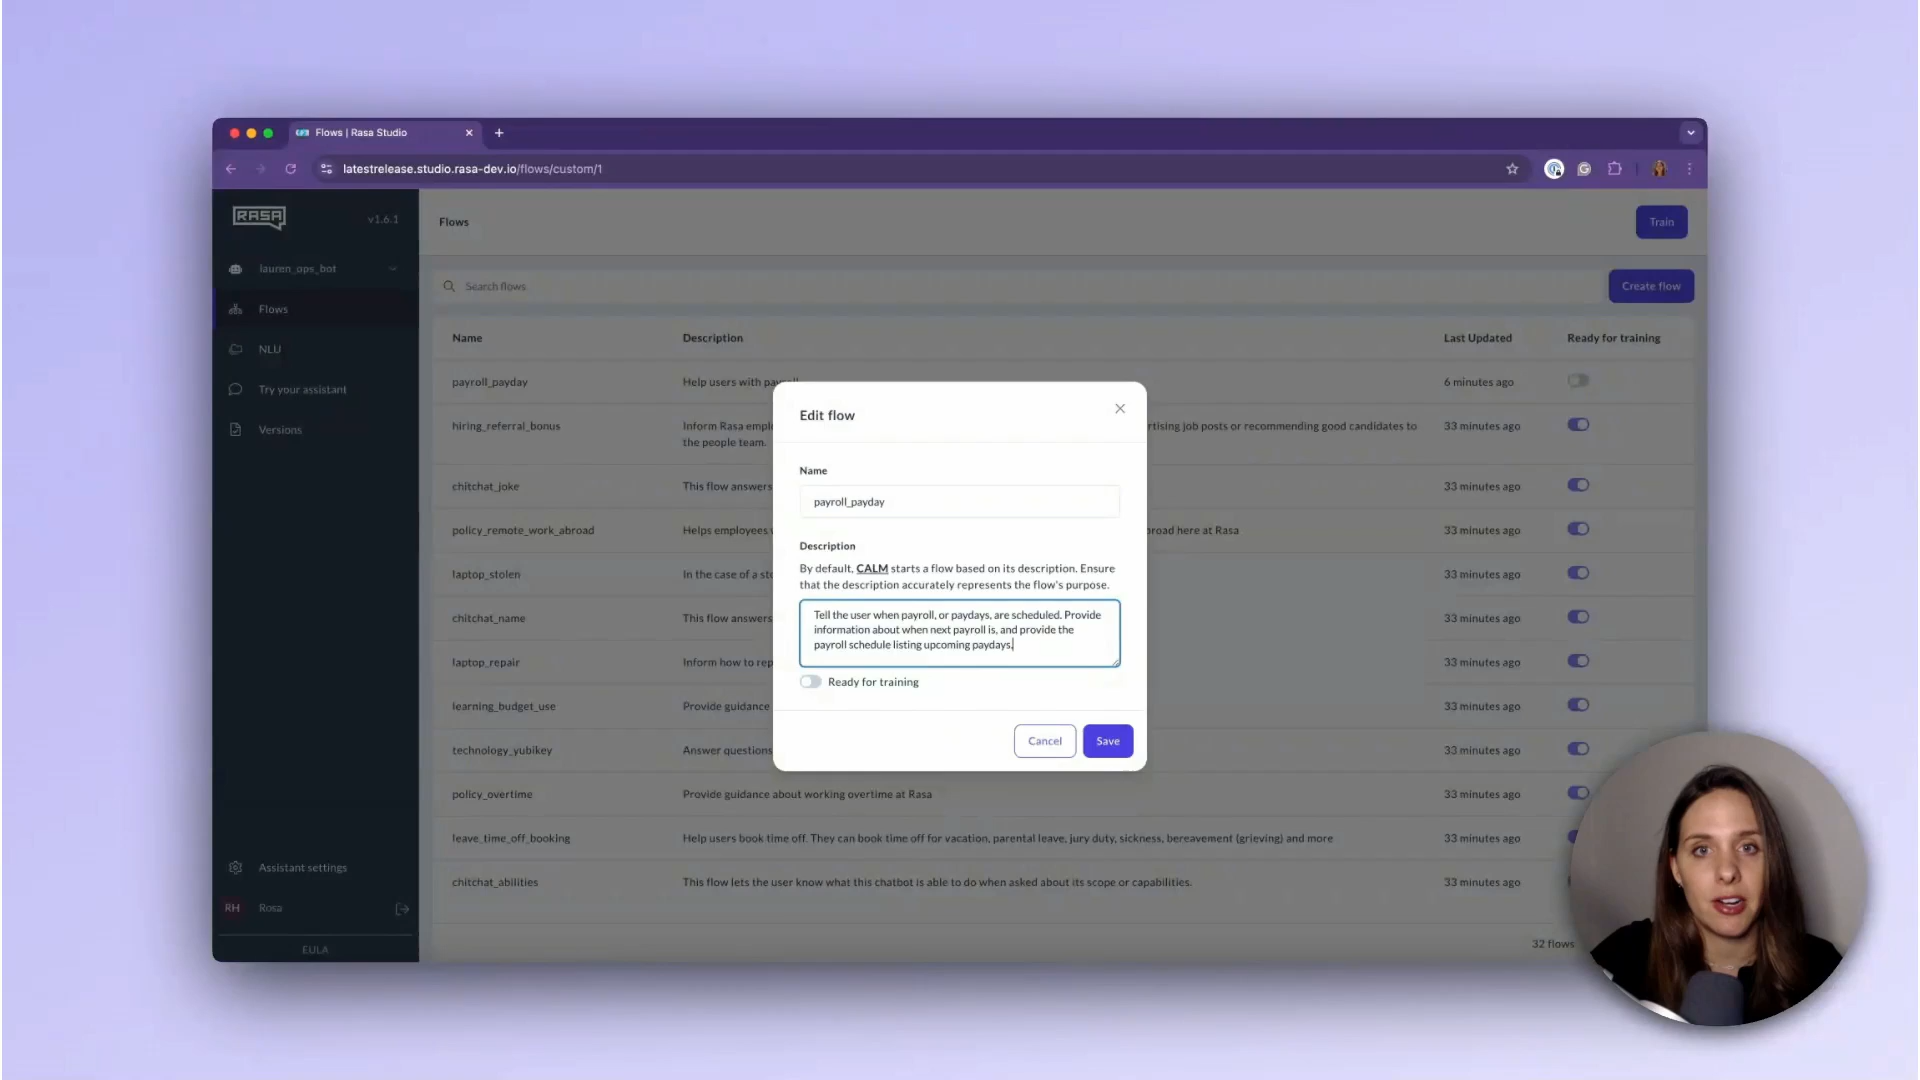 Flows | Rasa Studio
latestrelease.studio.rasa-dev.io/flows/custom/1
RASA
v1.6.1
lauren_ops_bot
Flows
NLU
Try your assistant
Versions
Assistant settings
RH Rosa
EULA
Flows
Train
Search flows
Create flow
Name Description Last Updated Ready for training
payroll_payday Help users with payroll 6 minutes ago
hiring_referral_bonus Inform Rasa empl rtising job posts or recommending good candidates to 33 minutes ago
the people team.
chitchat_joke This flow answers 33 minutes ago
policy_remote_work_abroad Helps employees broad here at Rasa 33 minutes ago
laptop_stolen In the case of a sto 33 minutes ago
chitchat_name This flow answers 33 minutes ago
laptop_repair Inform how to rep 33 minutes ago
learning_budget_use Provide guidance 33 minutes ago
technology_yubikey Answer questions 33 minutes ago
policy_overtime Provide guidance about working overtime at Rasa 33 minutes ago
leave_time_off_booking Help users book time off. They can book time off for vacation, parental leave, jury duty, sickness, bereavement (grieving) and more 33 minutes ago
chitchat_abilities This flow lets the user know what this chatbot is able to do when asked about its scope or capabilities. 33 minutes ago
32 flows
Edit flow
Name
payroll_payday
Description
By default, CALM starts a flow based on its description. Ensure
that the description accurately represents the flow's purpose.
Tell the user when payroll, or paydays, are scheduled. Provide
information about when next payroll is, and provide the
payroll schedule listing upcoming paydays.
Ready for training
Cancel
Save